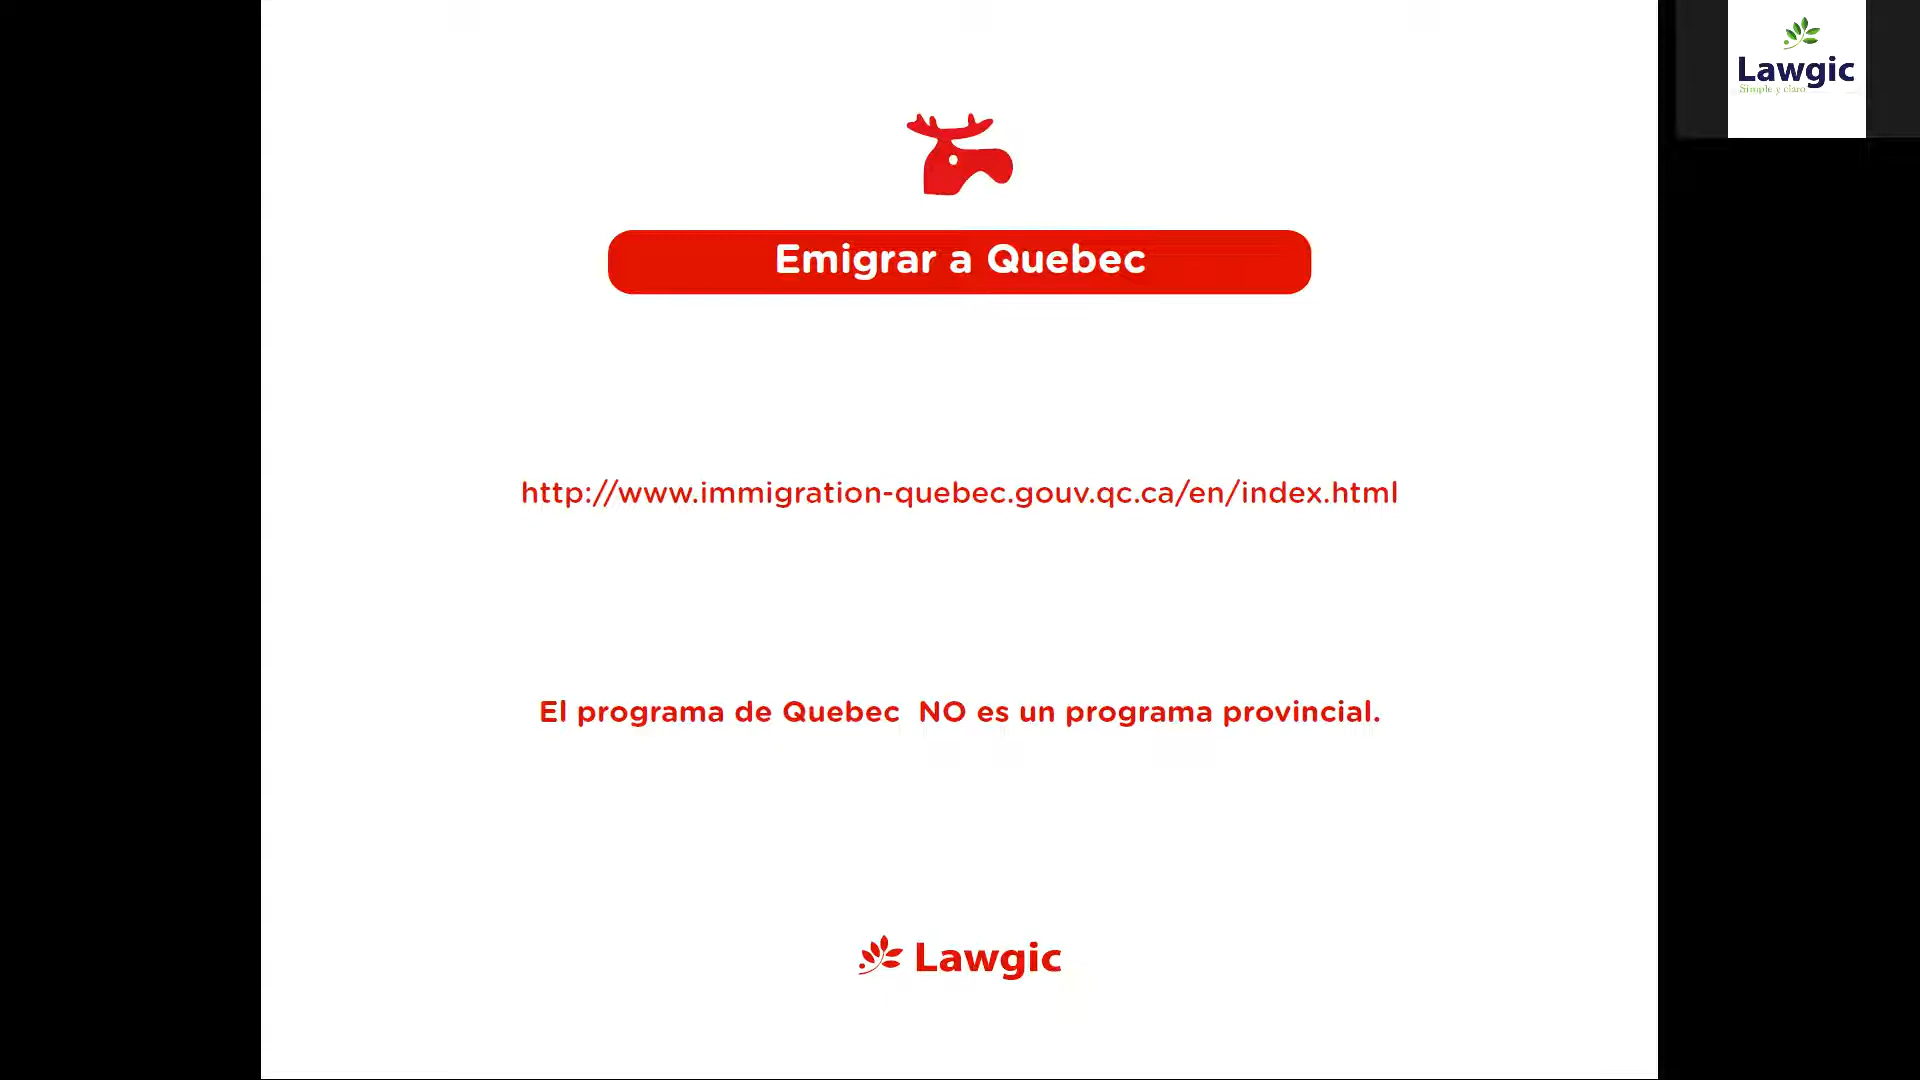 Lawgic
Simple y claro
Emigrar a Quebec
http://www.immigration-quebec.gouv.qc.ca/en/index.html
El programa de Quebec  NO es un programa provincial.
Lawgic